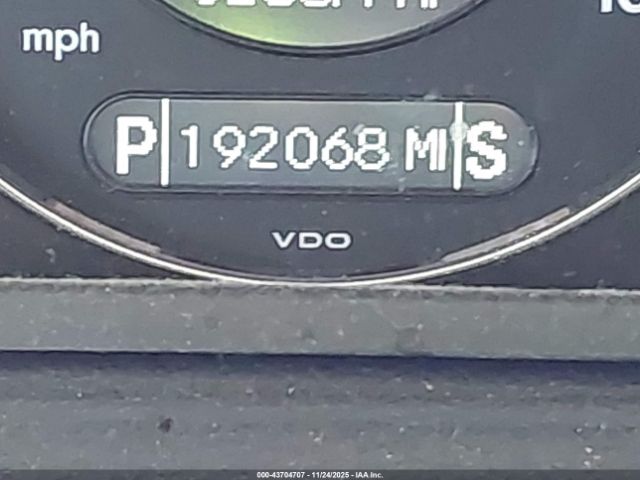 mph
P 192068 MI S
VDO
000-43704707 - 11/24/2025 - IAA Inc.